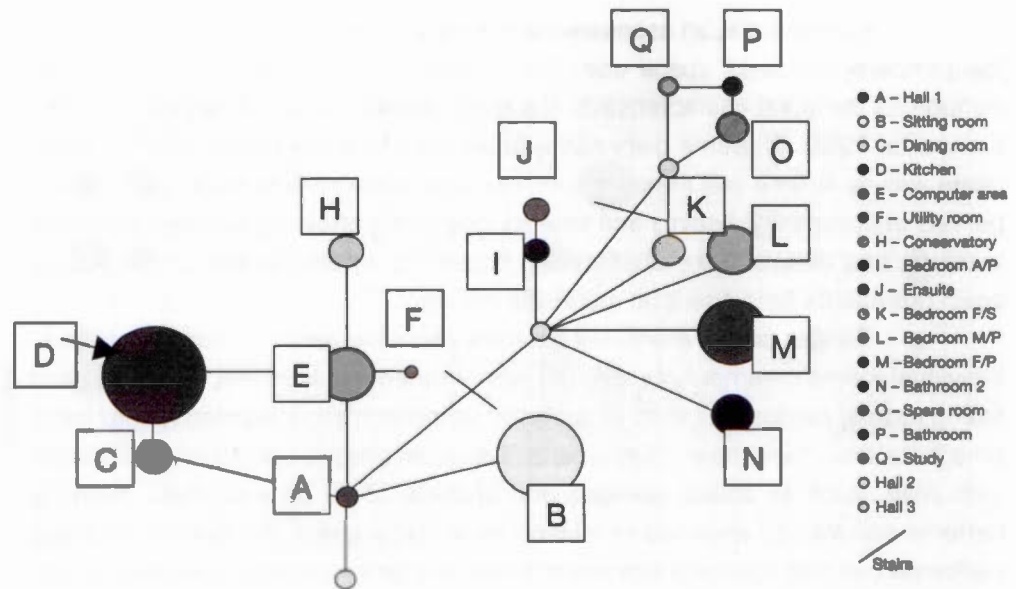 Q
P
J
O
H
K
L
I
F
D
E
M
C
A
N
B
A – Hall 1
B – Sitting room
C – Dining room
D – Kitchen
E – Computer area
F – Utility room
H – Conservatory
I – Bedroom A/P
J – Ensuite
K – Bedroom F/S
L – Bedroom M/P
M – Bedroom F/P
N – Bathroom 2
O – Spare room
P – Bathroom
Q – Study
Hall 2
Hall 3
Stairs